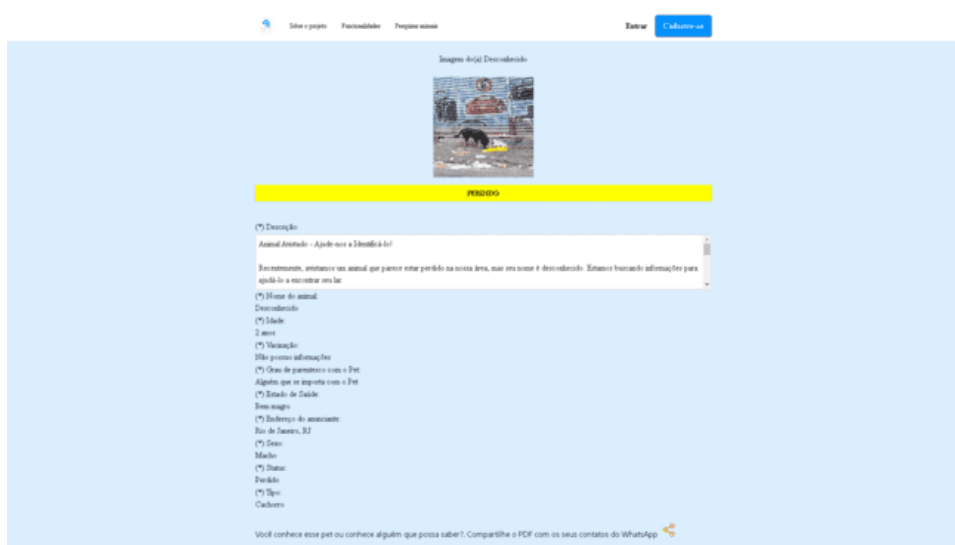 Sobre o projeto Funcionalidades Pesquisar animais Entrar Cadastre-se
Imagem do(a) Desconhecido
PERDIDO
(*) Descrição
Animal Avistado - Ajude-nos a Identificá-lo!
Recentemente, avistamos um animal que parece estar perdido na nossa área, mas seu nome é desconhecido. Estamos buscando informações para
ajudá-lo a encontrar seu lar.
(*) Nome do animal:
Desconhecido
(*) Idade:
2 anos
(*) Vacinação:
Não possuo informações
(*) Grau de parentesco com o Pet:
Alguém que se importa com o Pet
(*) Estado de Saúde:
Bem magro
(*) Endereço do anunciante:
Rio de Janeiro, RJ
(*) Sexo:
Macho
(*) Status:
Perdido
(*) Tipo:
Cachorro
Você conhece esse pet ou conhece alguém que possa saber?. Compartilhe o PDF com os seus contatos do WhatsApp